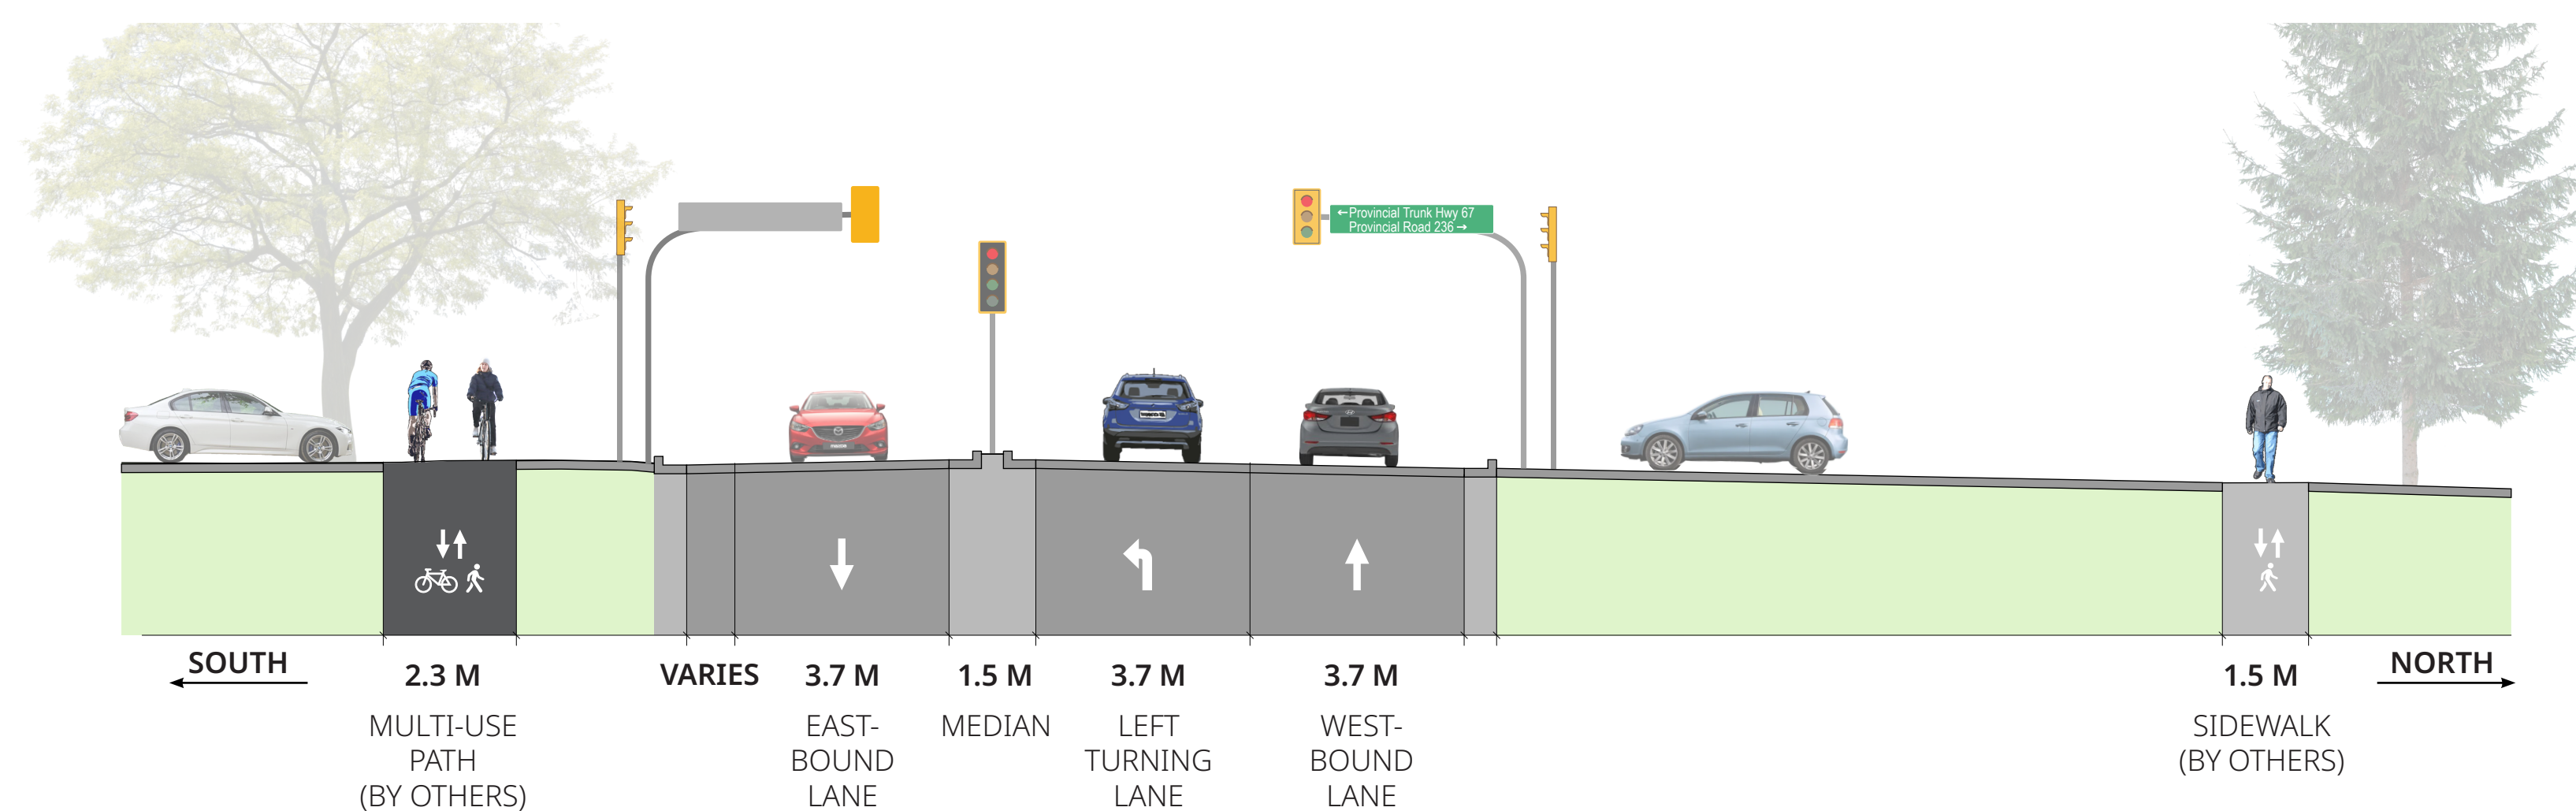 ←Provincial Trunk Hwy 67
Provincial Road 236→
SOUTH
2.3 M
VARIES
3.7 M
1.5 M
3.7 M
3.7 M
1.5 M
NORTH
MULTI-USE
PATH
(BY OTHERS)
EAST-
BOUND
LANE
MEDIAN
LEFT
TURNING
LANE
WEST-
BOUND
LANE
SIDEWALK
(BY OTHERS)